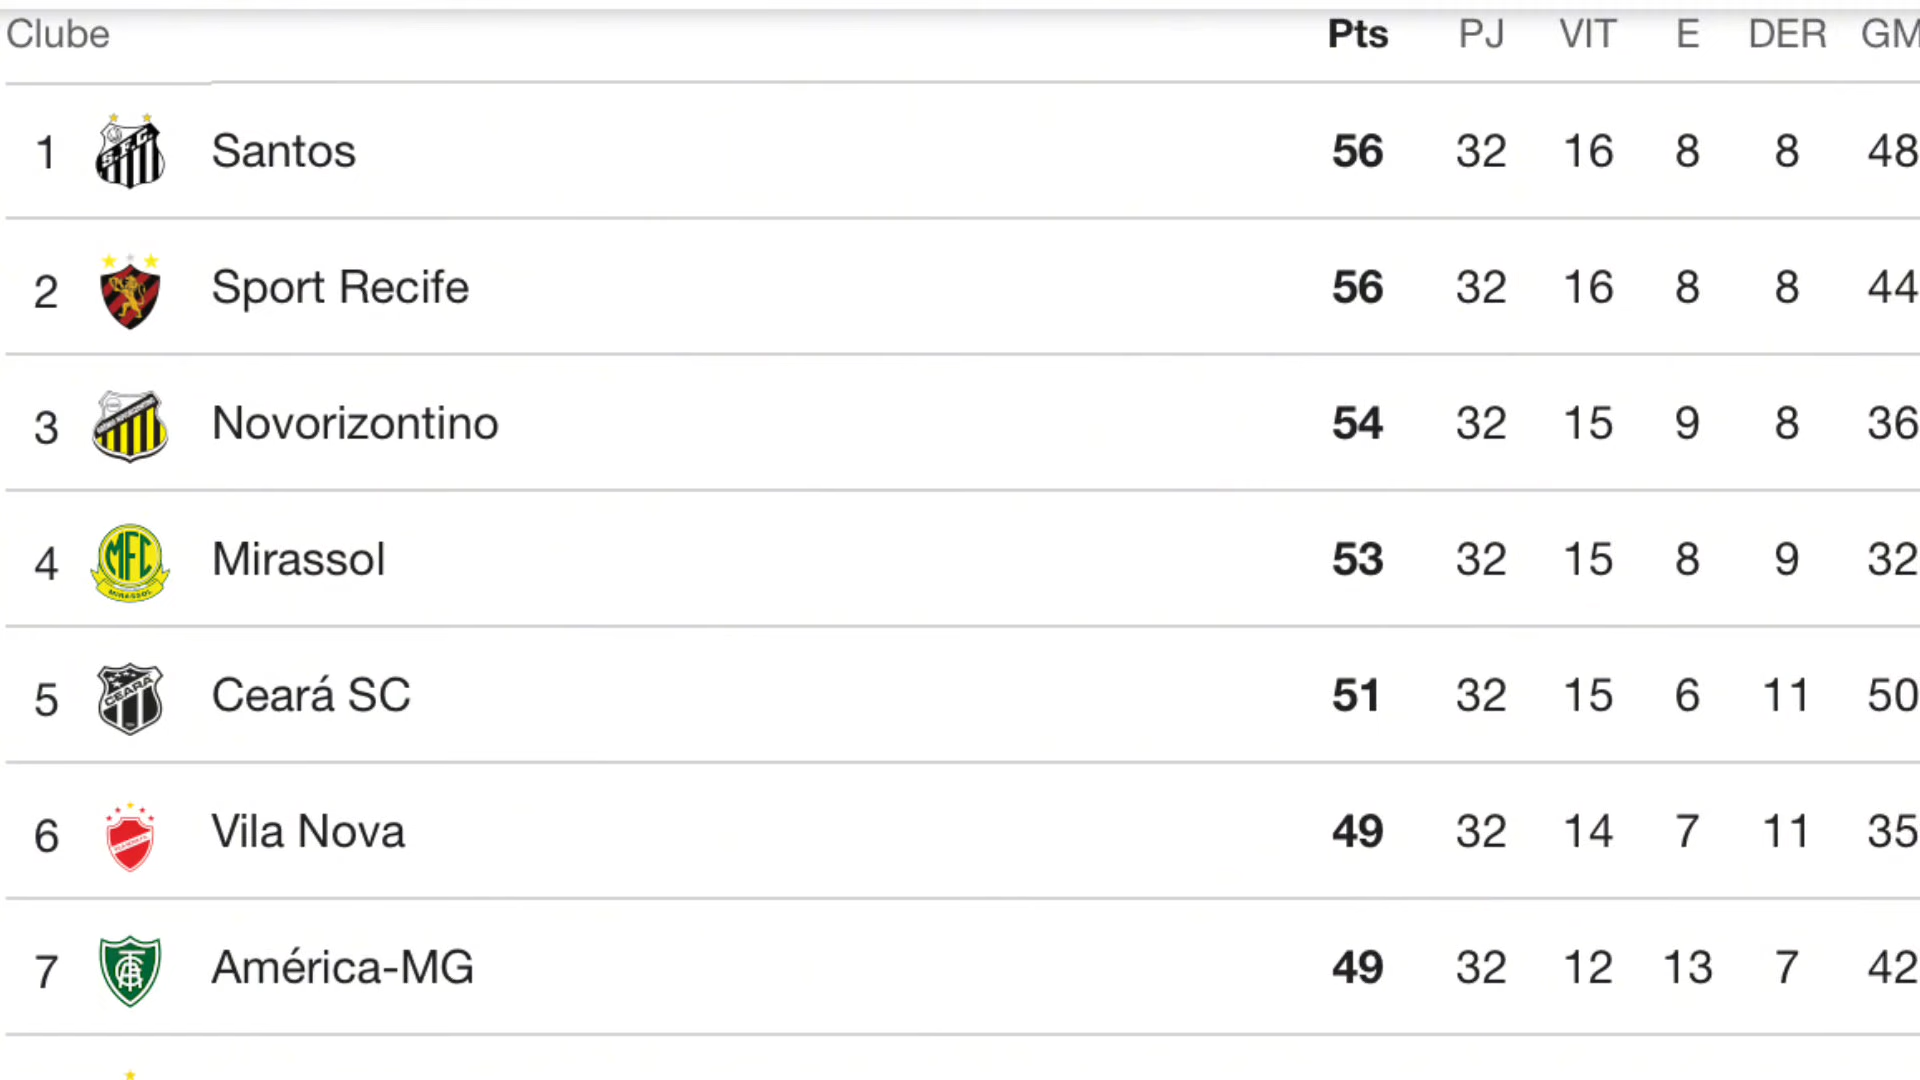 Clube Pts PJ VIT E DER GM
1 Santos 56 32 16 8 8 48
2 Sport Recife 56 32 16 8 8 44
3 Novorizontino 54 32 15 9 8 36
4 MFC MIRASSOL Mirassol 53 32 15 8 9 32
5 CEARÁ Ceará SC 51 32 15 6 11 50
6 Vila Nova 49 32 14 7 11 35
7 América-MG 49 32 12 13 7 42